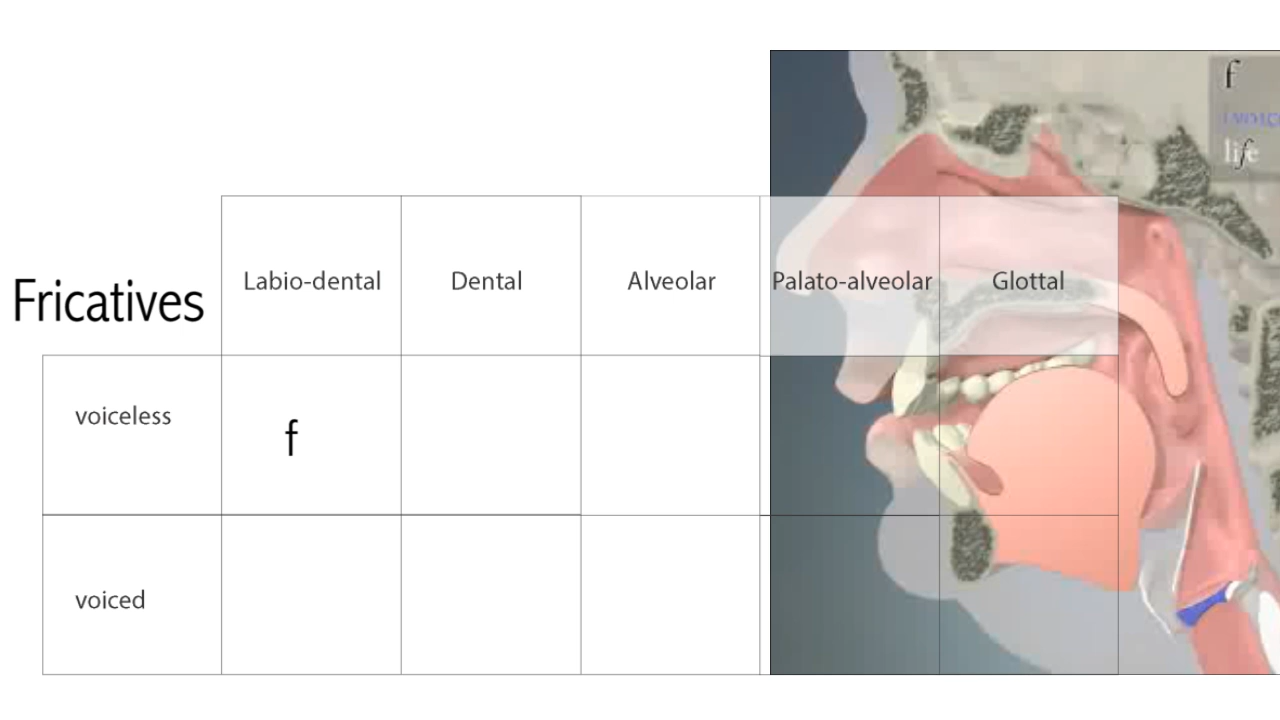 f
life
Labio-dental Dental Alveolar Palato-alveolar Glottal
Fricatives
voiceless
f
voiced